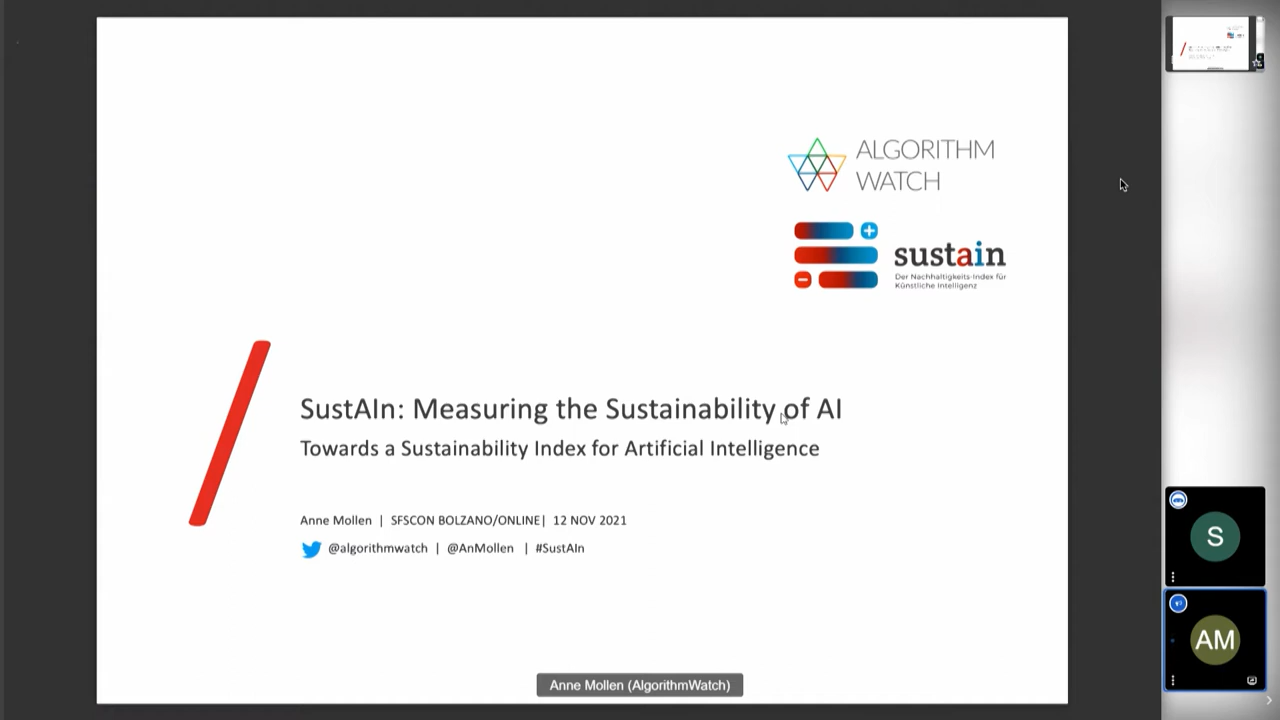 ALGORITHM
WATCH
sustain
Der Nachhaltigkeits-Index für
Künstliche Intelligenz
SustAIn: Measuring the Sustainability of AI
Towards a Sustainability Index for Artificial Intelligence
Anne Mollen | SFSCON BOLZANO/ONLINE| 12 NOV 2021
@algorithmwatch | @AnMollen | #SustAIn
S
AM
Anne Mollen (AlgorithmWatch)